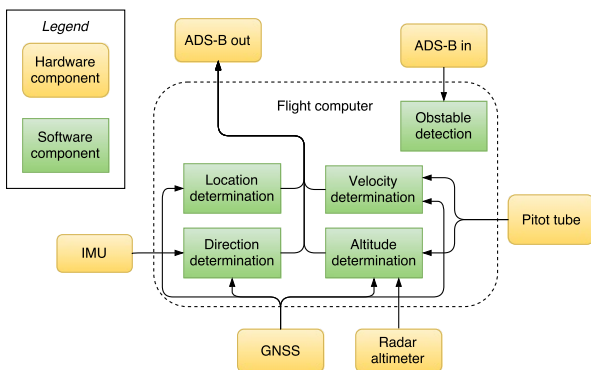 Legend
Hardware
component
Software
component
ADS-B out
ADS-B in
Flight computer
Obstable
detection
Location
determination
Velocity
determination
Direction
determination
Altitude
determination
IMU
Pitot tube
GNSS
Radar
altimeter